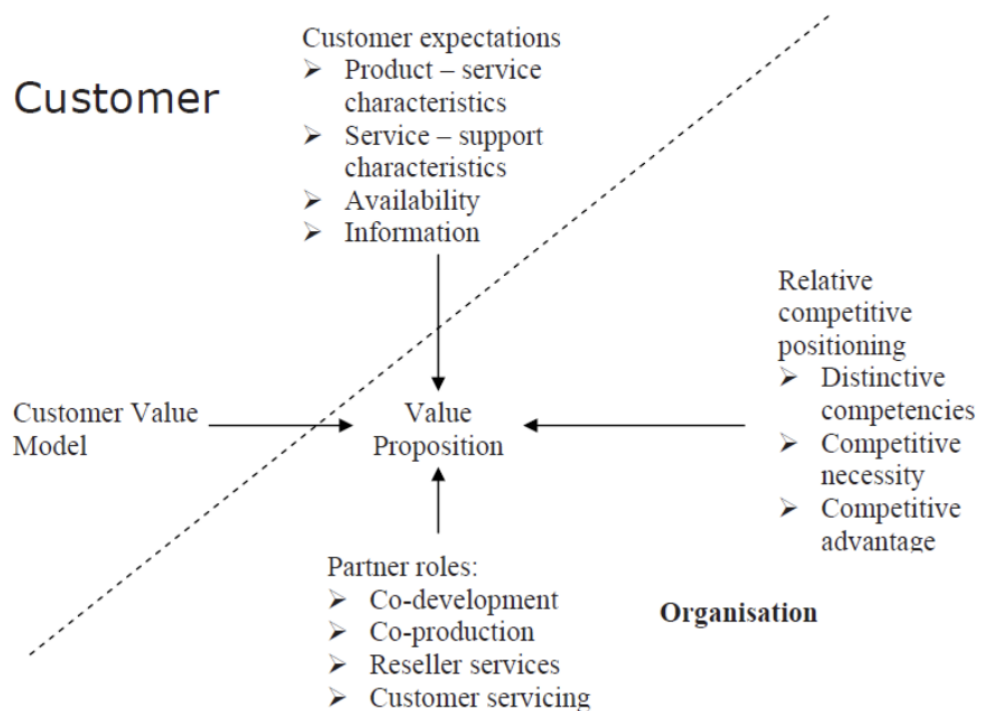 Customer
Customer expectations
➢ Product – service
characteristics
➢ Service – support
characteristics
➢ Availability
➢ Information
Customer Value
Model
Value
Proposition
Relative
competitive
positioning
➢ Distinctive
competencies
➢ Competitive
necessity
➢ Competitive
advantage
Partner roles:
➢ Co-development
➢ Co-production
➢ Reseller services
➢ Customer servicing
Organisation